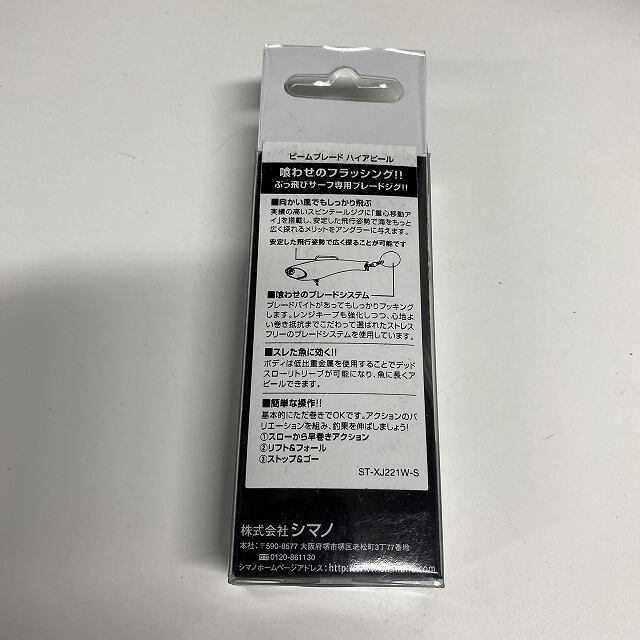 ビームブレード ハイアピール
喰わせのフラッシング!!
ぶっ飛びサーフ専用ブレードジグ!!
■向かい風でもしっかり飛ぶ
実績の高いスピンテールジグに「重心移動ア
イ」を搭載し、安定した飛行姿勢で海をもっと
広く探れるメリットをアングラーに与えます。
安定した飛行姿勢で広く探ることが可能です
■喰わせのブレードシステム
ブレードバイトがあってもしっかりフッキング
します。レンジキープも強化しつつ、心地よ
い巻き抵抗までこだわって選ばれたストレス
フリーのブレードシステムを使用しています。
■スレた魚に効く!!
ボディは低比重金属を使用することでデッド
スローリトリーブが可能になり、魚に長くア
ピールできます。
■簡単な操作!!
基本的にただ巻きでOKです。アクションのバ
リエーションを組み、釣果を伸ばしましょう!
①スローから早巻きアクション
②リフト&フォール
③ストップ&ゴー
ST-XJ221W-S
株式会社シマノ
本社:〒590-8577 大阪府堺市堺区老松町3丁77番地
0120-861130
シマノホームページアドレス:http://